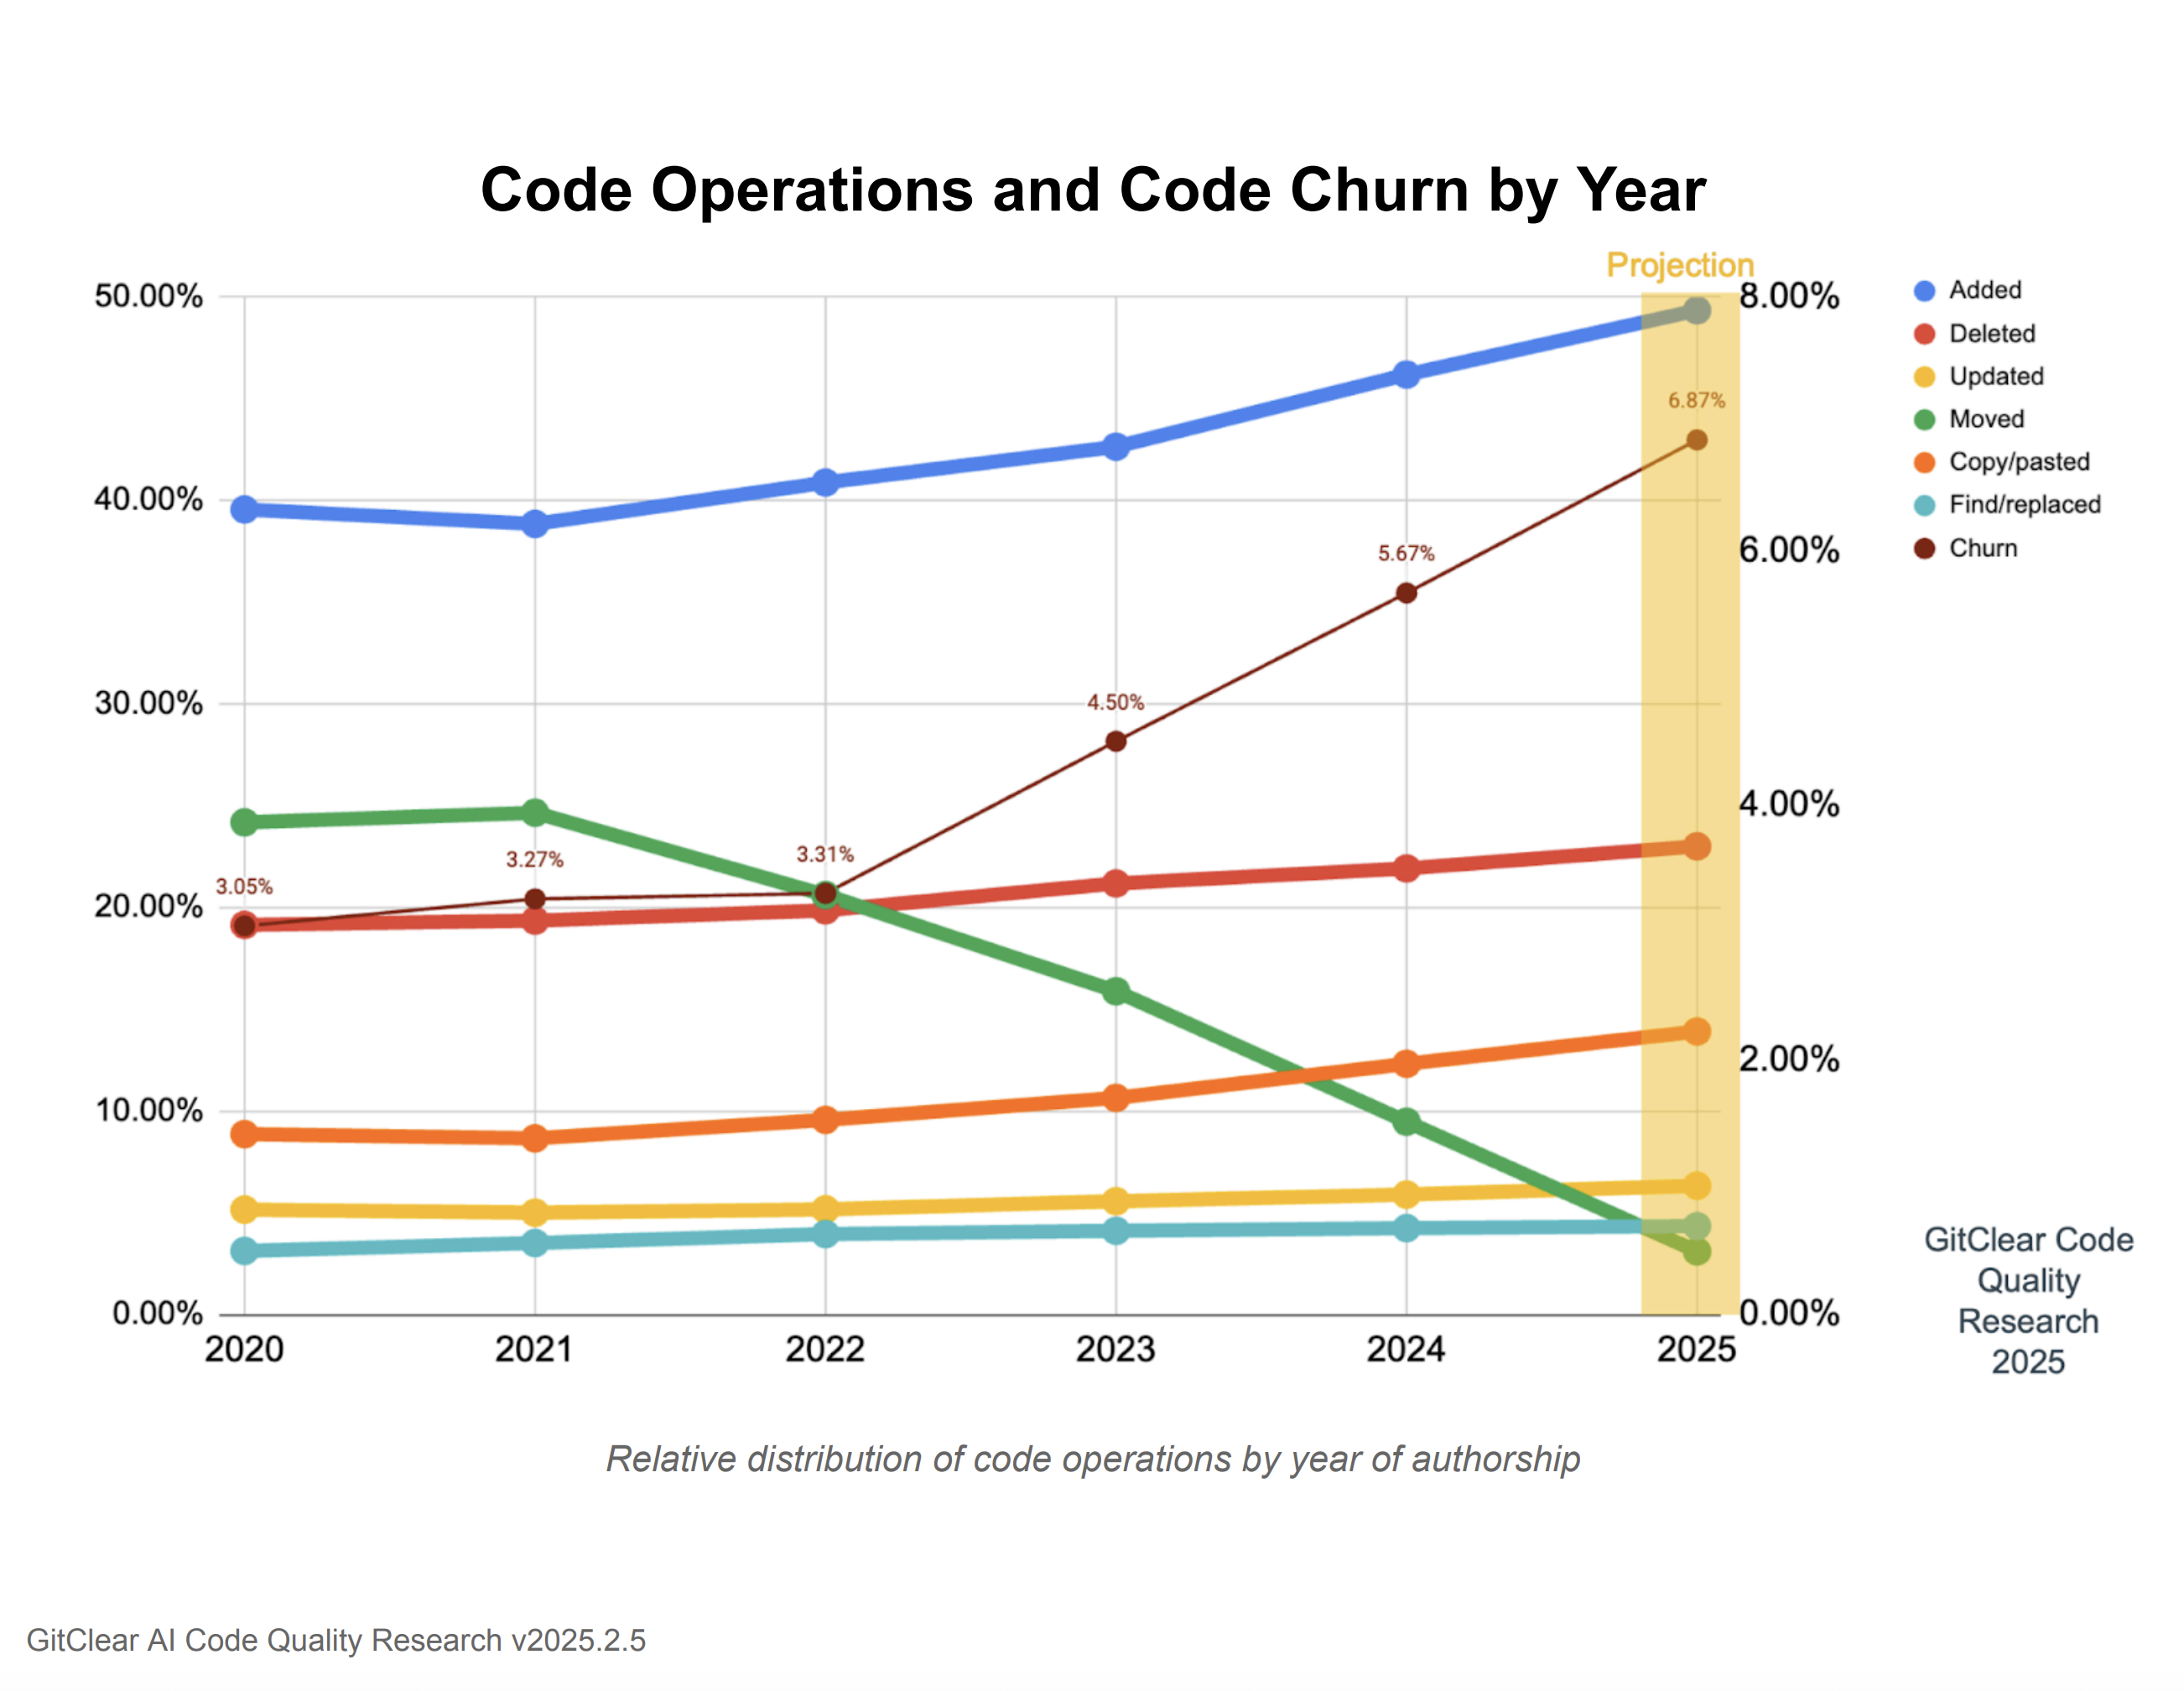 Code Operations and Code Churn by Year
Projection
50.00%
40.00%
30.00%
20.00%
10.00%
0.00%
8.00%
6.00%
4.00%
2.00%
0.00%
3.05%
3.27%
3.31%
4.50%
5.67%
6.87%
2020
2021
2022
2023
2024
2025
Added
Deleted
Updated
Moved
Copy/pasted
Find/replaced
Churn
GitClear Code
Quality
Research
2025
Relative distribution of code operations by year of authorship
GitClear AI Code Quality Research v2025.2.5